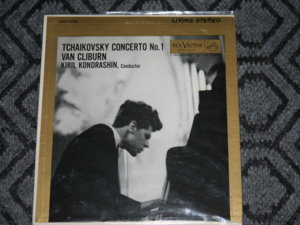 LIVING STEREO
TCHAIKOVSKY CONCERTO No. 1
VAN CLIBURN
KIRIL KONDRASHIN, Conductor
RCA VICTOR